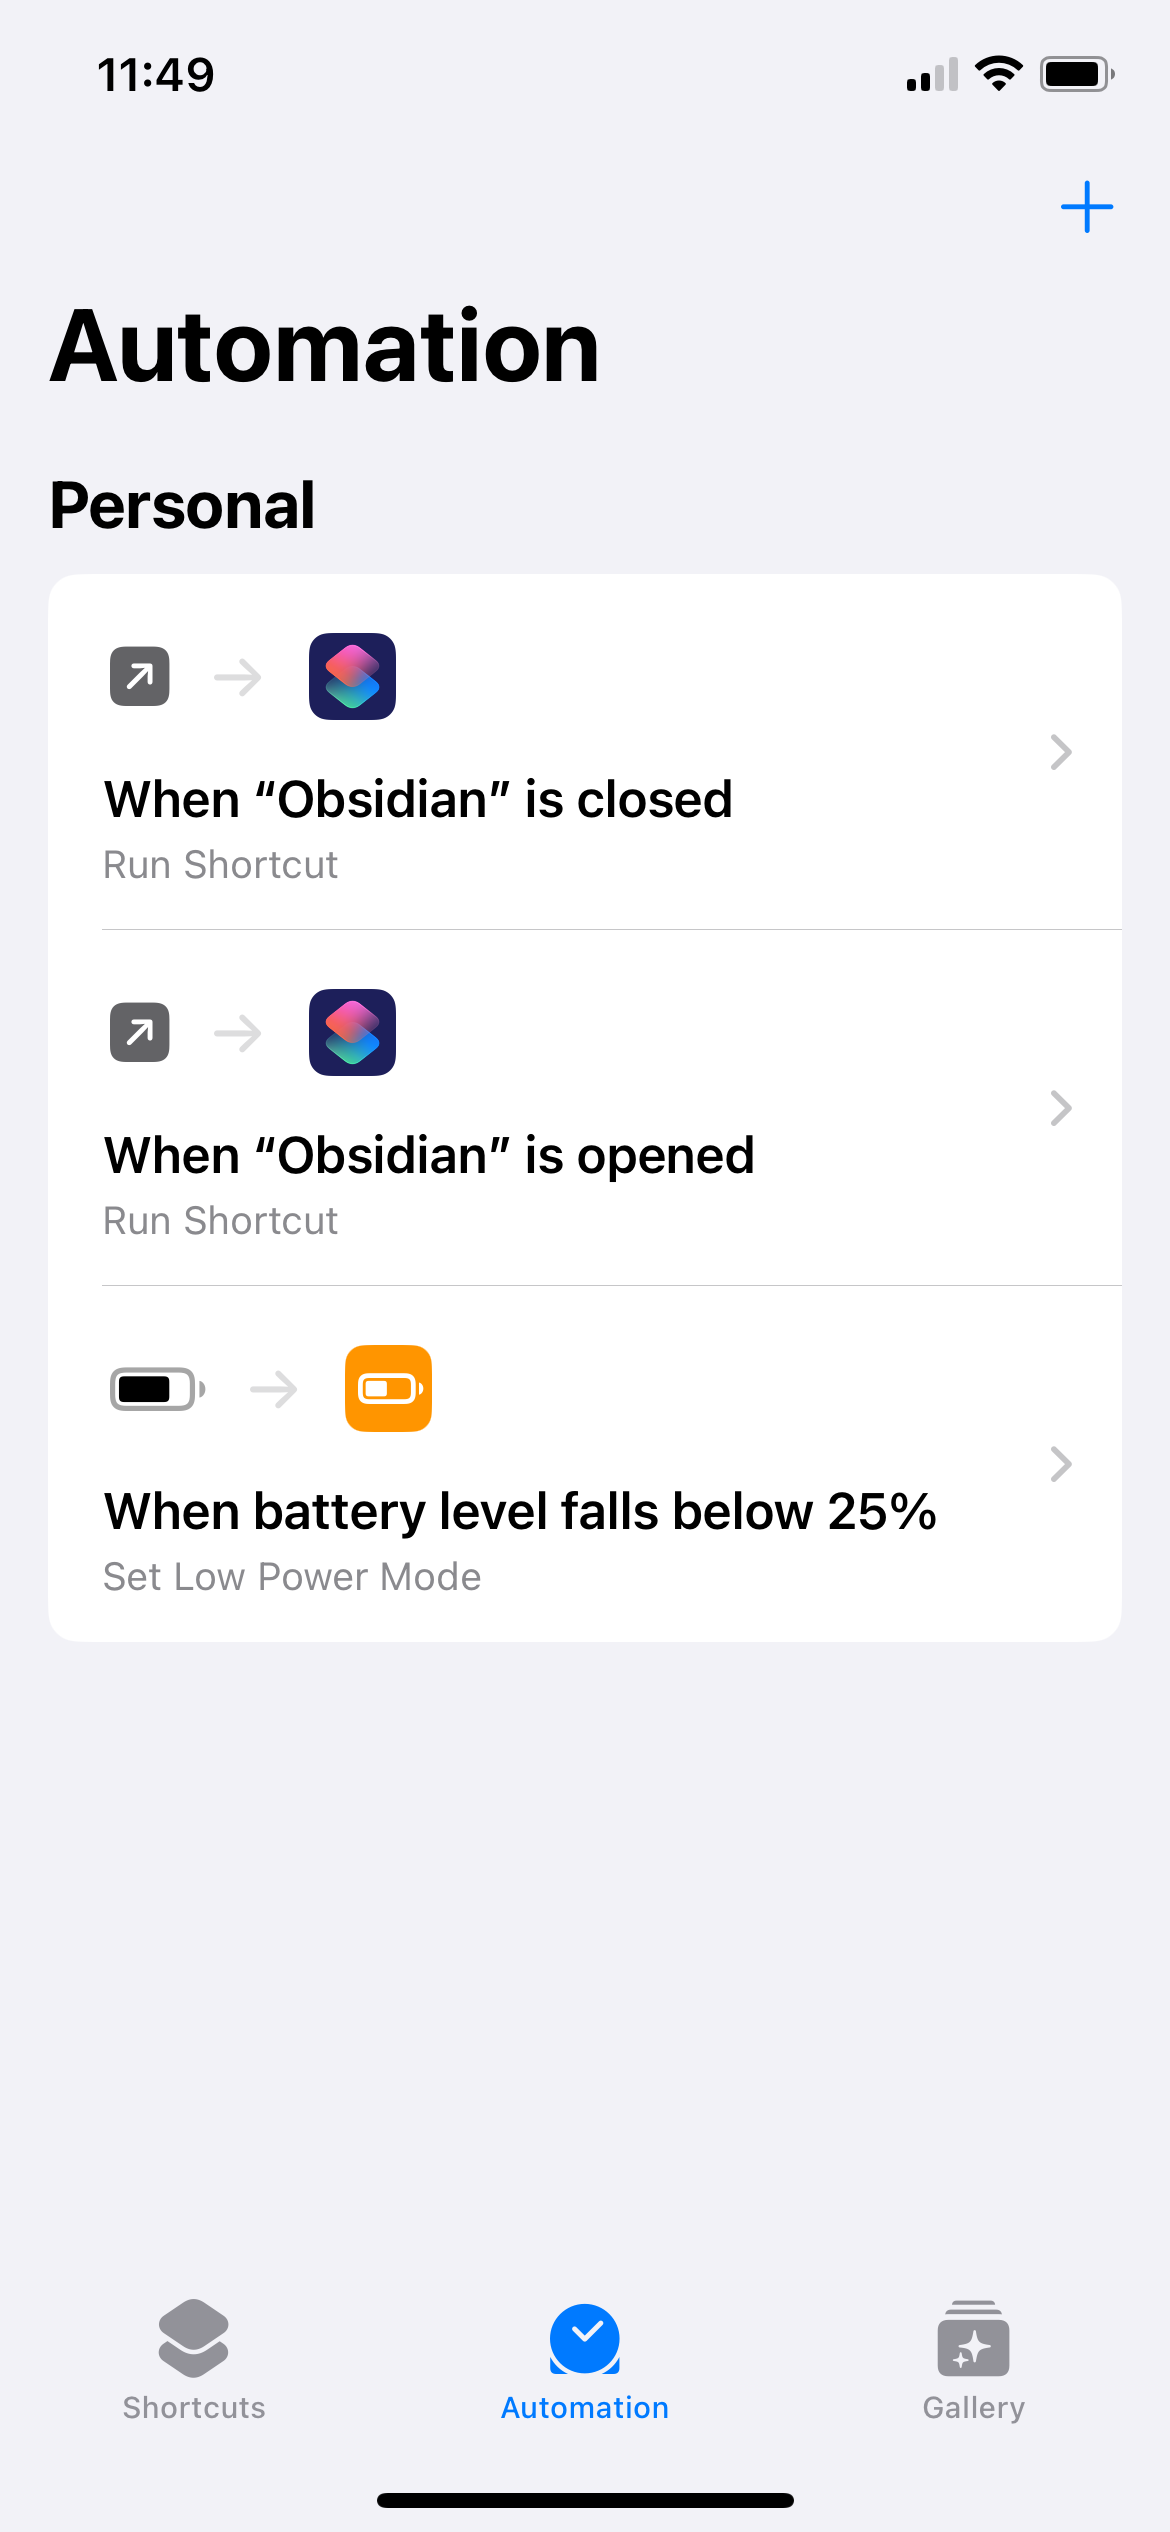 11:49
Automation
Personal
When “Obsidian” is closed
Run Shortcut
When “Obsidian” is opened
Run Shortcut
When battery level falls below 25%
Set Low Power Mode
Shortcuts
Automation
Gallery